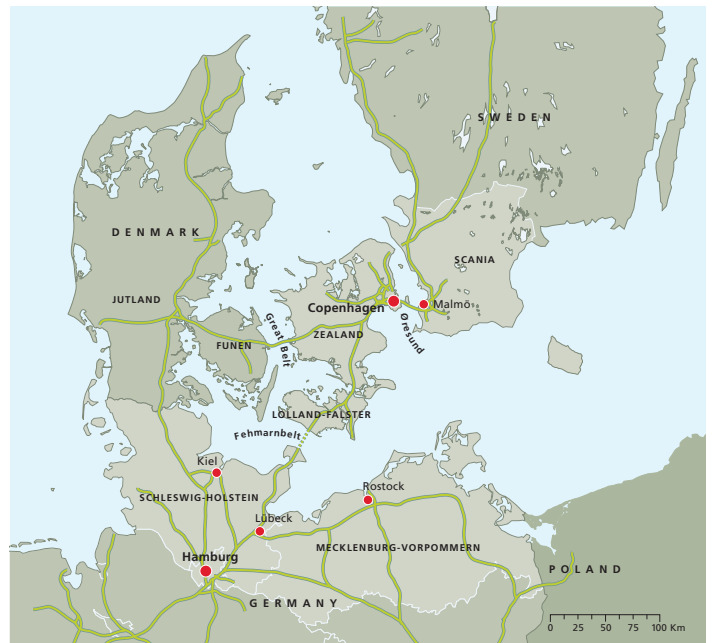 SWEDEN
DENMARK
SCANIA
JUTLAND
Copenhagen
Malmö
Great Belt
Øresund
FUNEN
ZEALAND
LOLLAND-FALSTER
Fehmarnbelt
Kiel
Rostock
SCHLESWIG-HOLSTEIN
Lübeck
MECKLENBURG-VORPOMMERN
Hamburg
POLAND
GERMANY
0 25 50 75 100 Km